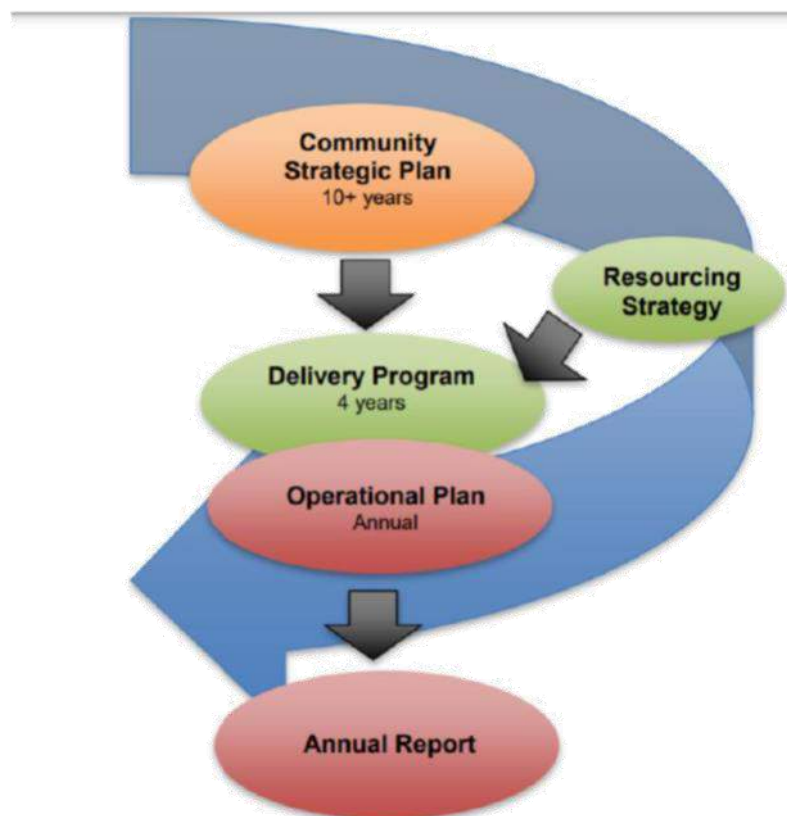 Community
Strategic Plan
10+ years
Resourcing
Strategy
Delivery Program
4 years
Operational Plan
Annual
Annual Report